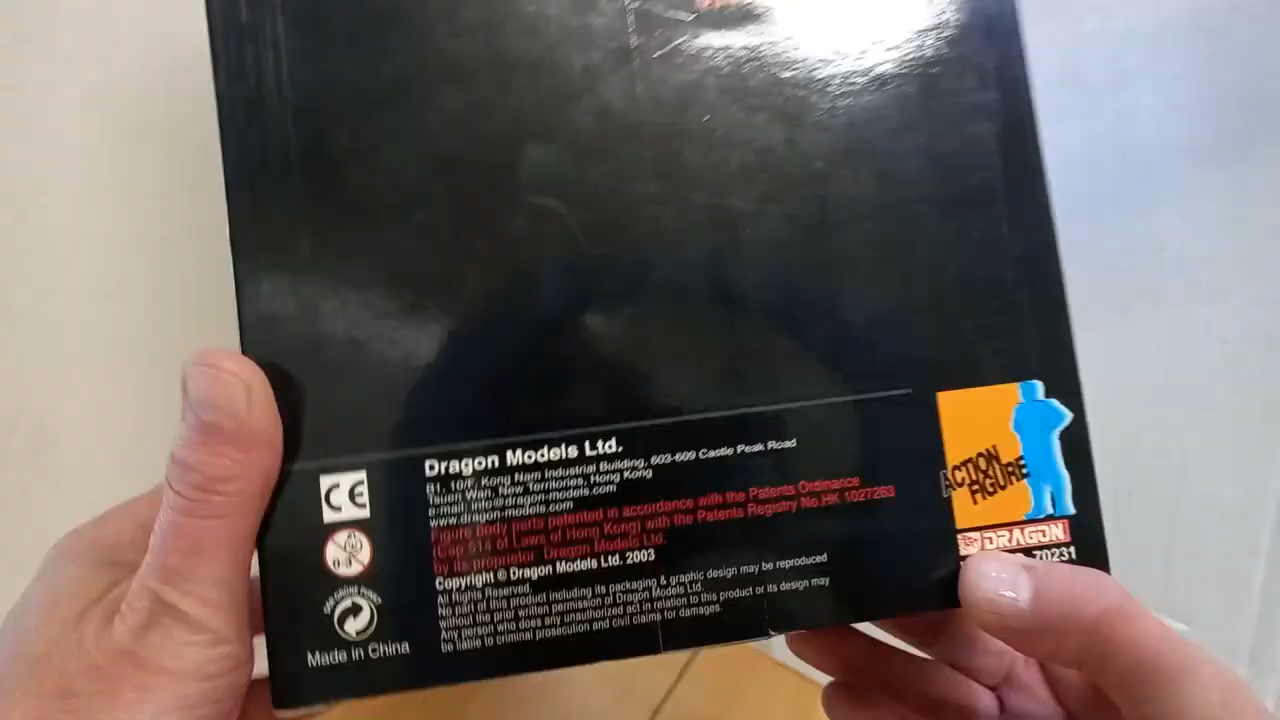 Dragon Models Ltd.
B1, 10/F, Kong Nam Industrial Building, 603-609 Castle Peak Road
Tsuen Wan, New Territories, Hong Kong
e-mail: info@dragon-models.com
www.dragon-models.com
Figure body parts patented in accordance with the Patents Ordinance
(Cap 514 of Laws of Hong Kong) with the Patents Registry No.HK 1027263
by its proprietor Dragon Models Ltd.
Copyright © Dragon Models Ltd. 2003
All Rights Reserved.
No part of this product including its packaging & graphic design may be reproduced
without the prior written permission of Dragon Models Ltd.
Any person who does any unauthorized act in relation to this product or its design may
be liable to criminal prosecution and civil claims for damages.
CE
0-3
Made in China
ACTION
FIGURE
DRAGON
70231